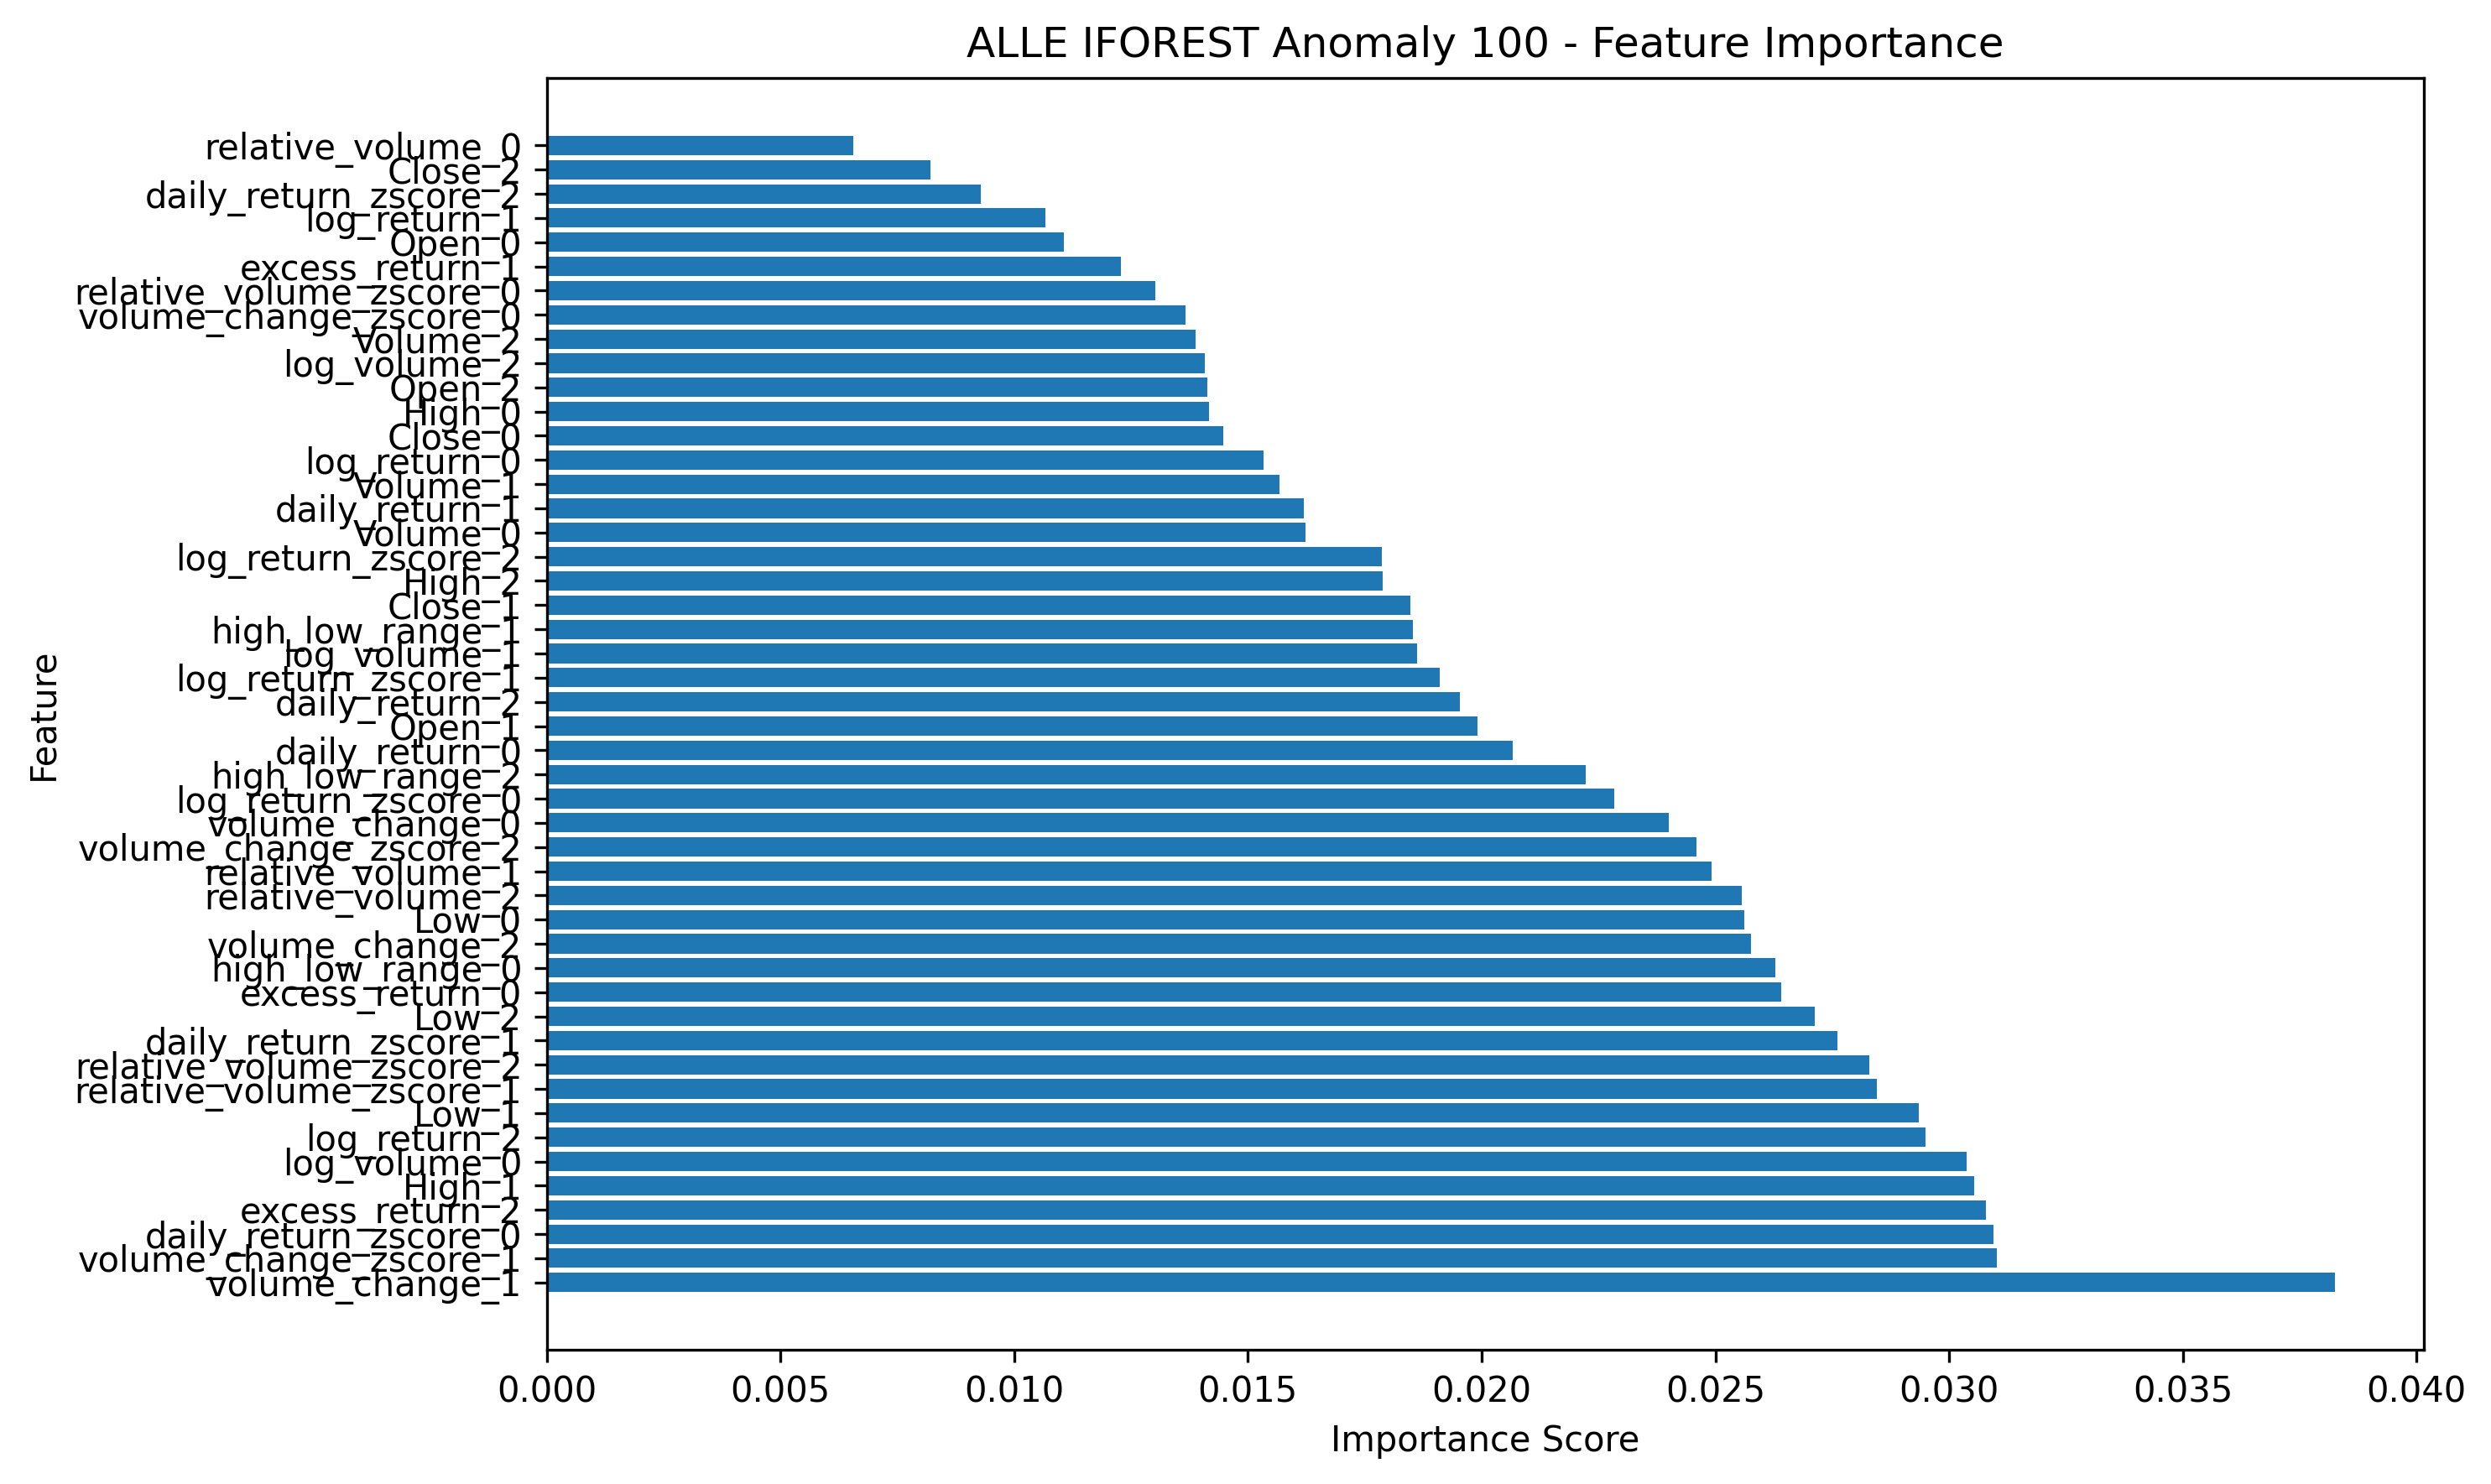 ALLE IFOREST Anomaly 100 - Feature Importance
relative_volume_0
Close_2
daily_return_zscore_2
log_return_1
Open_0
excess_return_1
relative_volume_zscore_0
volume_change_zscore_0
Volume_2
log_volume_2
Open_2
High_0
Close_0
log_return_0
Volume_1
daily_return_1
Volume_0
log_return_zscore_2
High_2
Close_1
high_low_range_1
log_volume_1
log_return_zscore_1
daily_return_2
Open_1
daily_return_0
high_low_range_2
log_return_zscore_0
volume_change_0
volume_change_zscore_2
relative_volume_1
relative_volume_2
Low_0
volume_change_2
high_low_range_0
excess_return_0
Low_2
daily_return_zscore_1
relative_volume_zscore_2
relative_volume_zscore_1
Low_1
log_return_2
log_volume_0
High_1
excess_return_2
daily_return_zscore_0
volume_change_zscore_1
volume_change_1
Feature
0.000 0.005 0.010 0.015 0.020 0.025 0.030 0.035 0.040
Importance Score